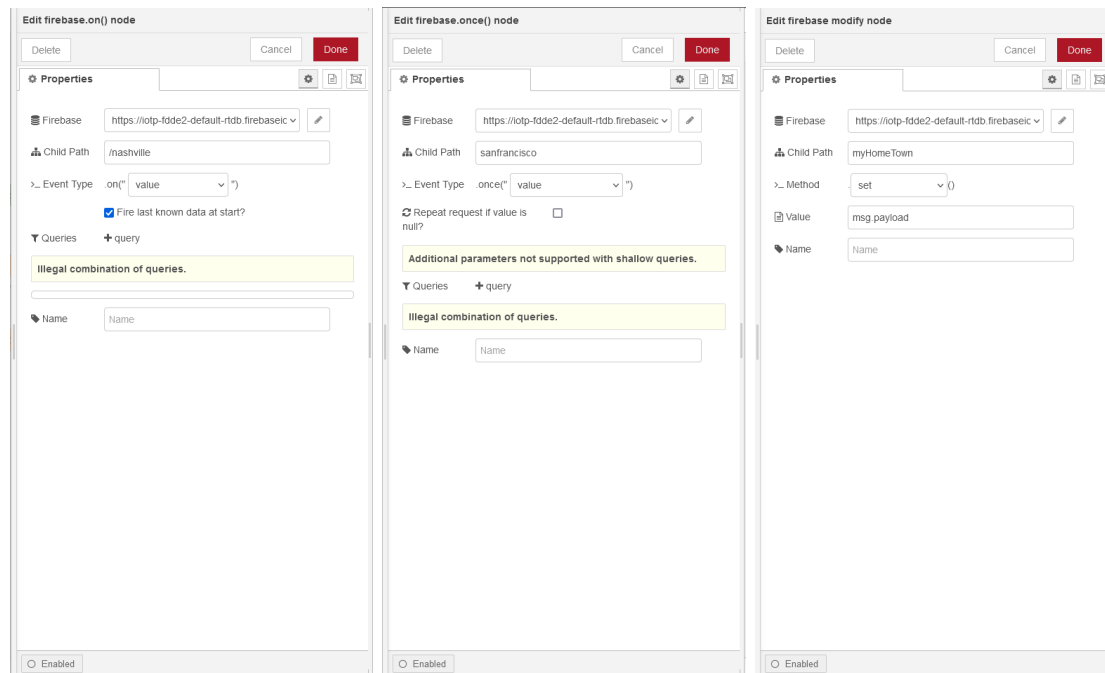 Edit firebase.on() node
Delete
Cancel
Done
Properties
Firebase
https://iotp-fdde2-default-rtdb.firebaseic
Child Path
/nashville
>_ Event Type
.on("
value
")
Fire last known data at start?
Queries
+ query
Illegal combination of queries.
Name
Name
Enabled
Edit firebase.once() node
Delete
Cancel
Done
Properties
Firebase
https://iotp-fdde2-default-rtdb.firebaseic
Child Path
sanfrancisco
>_ Event Type
.once("
value
")
Repeat request if value is
null?
Additional parameters not supported with shallow queries.
Queries
+ query
Illegal combination of queries.
Name
Name
Enabled
Edit firebase modify node
Delete
Cancel
Done
Properties
Firebase
https://iotp-fdde2-default-rtdb.firebaseic
Child Path
myHomeTown
>_ Method
.
set
()
Value
msg.payload
Name
Name
Enabled